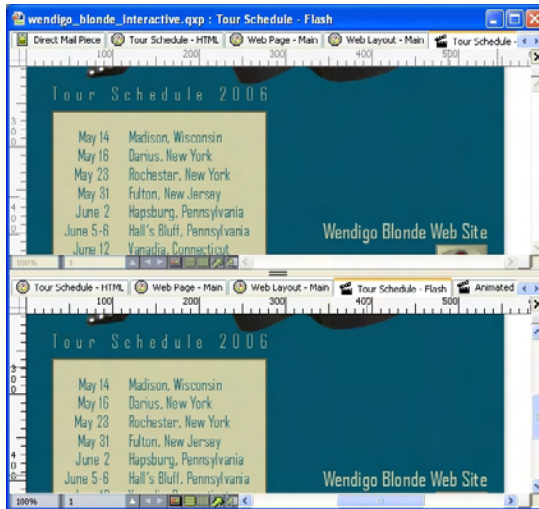 wendigo_blonde_interactive.qxp : Tour Schedule - Flash
Direct Mail Piece Tour Schedule - HTML Web Page - Main Web Layout - Main Tour Schedule -
100 200 300 400 500
Tour Schedule 2006
May 14 Madison, Wisconsin
May 16 Darius, New York
May 23 Rochester, New York
May 31 Fulton, New Jersey
June 2 Hapsburg, Pennsylvania
June 5-6 Hall's Bluff, Pennsylvania
June 12 Vanadia, Connecticut
Wendigo Blonde Web Site
100% 1
Tour Schedule - HTML Web Page - Main Web Layout - Main Tour Schedule - Flash Animated
100 200 300 400 500
Tour Schedule 2006
May 14 Madison, Wisconsin
May 16 Darius, New York
May 23 Rochester, New York
May 31 Fulton, New Jersey
June 2 Hapsburg, Pennsylvania
June 5-6 Hall's Bluff, Pennsylvania
Wendigo Blonde Web Site
100% 1